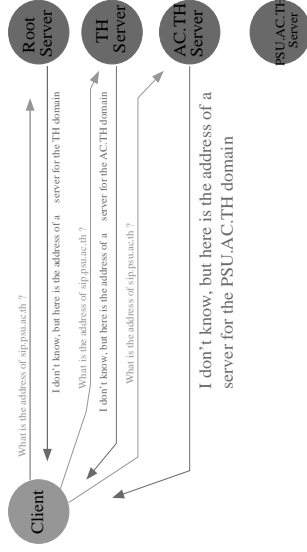 Root
Server
TH
Server
AC.TH
Server
PSU.AC.TH
Server
What is the address of sip.psu.ac.th ?
I don't know, but here is the address of a server for the TH domain
What is the address of sip.psu.ac.th ?
I don't know, but here is the address of a server for the AC.TH domain
What is the address of sip.psu.ac.th ?
I don't know, but here is the address of a
server for the PSU.AC.TH domain
Client